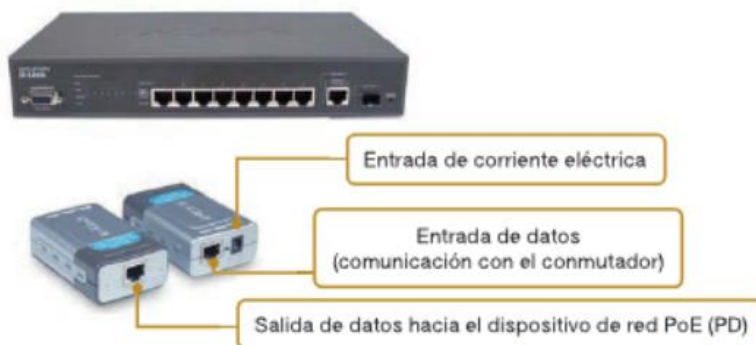 D-Link
Entrada de corriente eléctrica
Entrada de datos
(comunicación con el conmutador)
Salida de datos hacia el dispositivo de red PoE (PD)